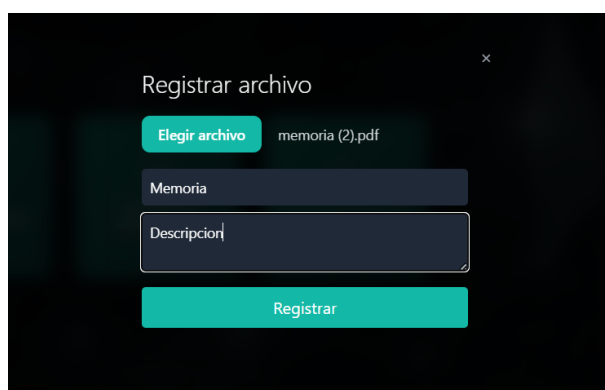 ×
Registrar archivo
Elegir archivo memoria (2).pdf
Memoria
Descripcion
Registrar